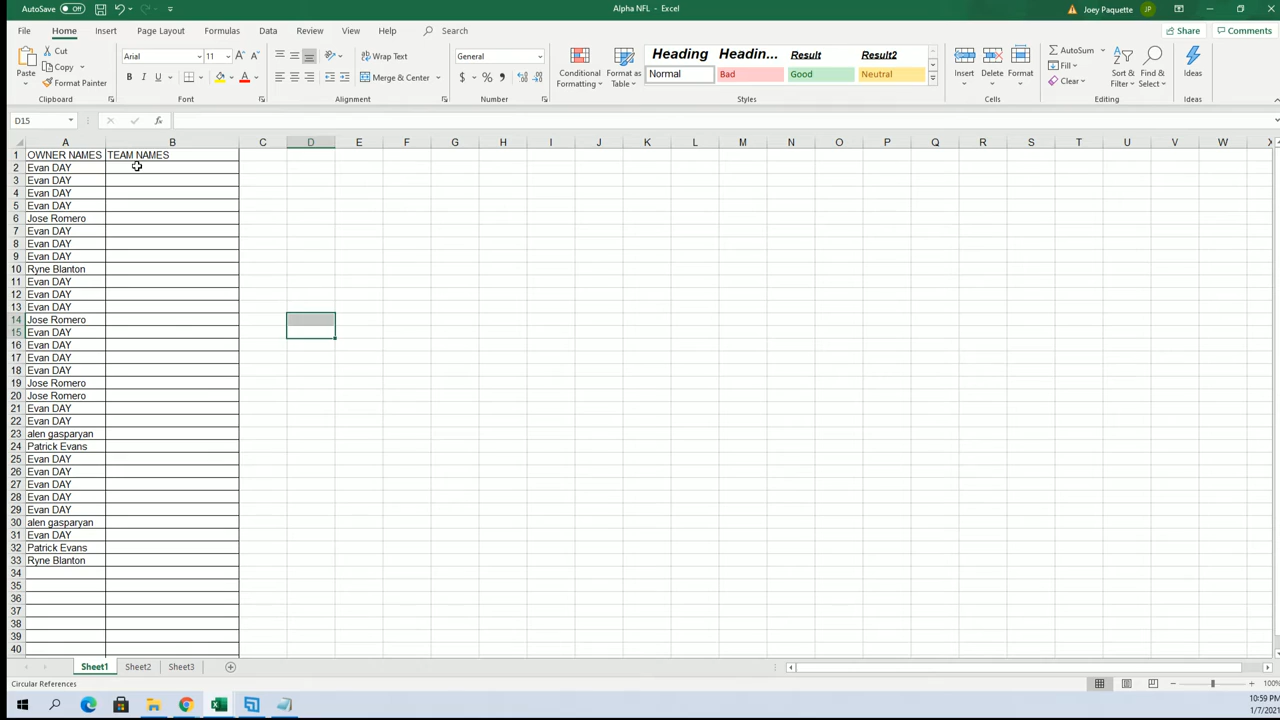 AutoSave Off Alpha NFL - Excel Joey Paquette JP
File Home Insert Page Layout Formulas Data Review View Help Search Share Comments
Paste Cut Copy Format Painter Clipboard
Arial 11 A A B I U A Font
Wrap Text Merge & Center Alignment
General $ % , Number
Conditional Formatting Format as Table
Heading Headin... Result Result2
Normal Bad Good Neutral
Styles
Insert Delete Format Cells
AutoSum Fill Clear Sort & Filter Find & Select Editing
Ideas Ideas
D15 fx
A B C D E F G H I J K L M N O P Q R S T U V W X
1 OWNER NAMES TEAM NAMES
2 Evan DAY
3 Evan DAY
4 Evan DAY
5 Evan DAY
6 Jose Romero
7 Evan DAY
8 Evan DAY
9 Evan DAY
10 Ryne Blanton
11 Evan DAY
12 Evan DAY
13 Evan DAY
14 Jose Romero
15 Evan DAY
16 Evan DAY
17 Evan DAY
18 Evan DAY
19 Jose Romero
20 Jose Romero
21 Evan DAY
22 Evan DAY
23 alen gasparyan
24 Patrick Evans
25 Evan DAY
26 Evan DAY
27 Evan DAY
28 Evan DAY
29 Evan DAY
30 alen gasparyan
31 Evan DAY
32 Patrick Evans
33 Ryne Blanton
34
35
36
37
38
39
40
Sheet1 Sheet2 Sheet3
Circular References 100%
10:59 PM
1/7/2021